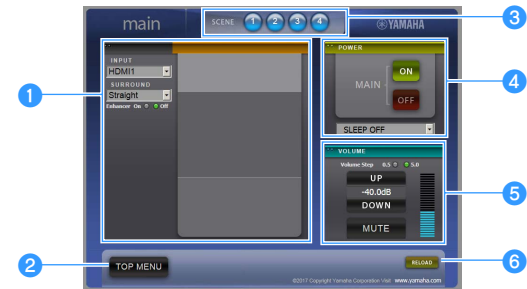 main
SCENE 1 2 3 4
YAMAHA
3
INPUT
HDMI1
SURROUND
Straight
Enhancer On Off
1
POWER
MAIN
ON
OFF
SLEEP OFF
4
VOLUME
Volume Step 0.5 5.0
UP
-40.0dB
DOWN
MUTE
5
2
TOP MENU
RELOAD
6
©2017 Copyright Yamaha Corporation Visit www.yamaha.com